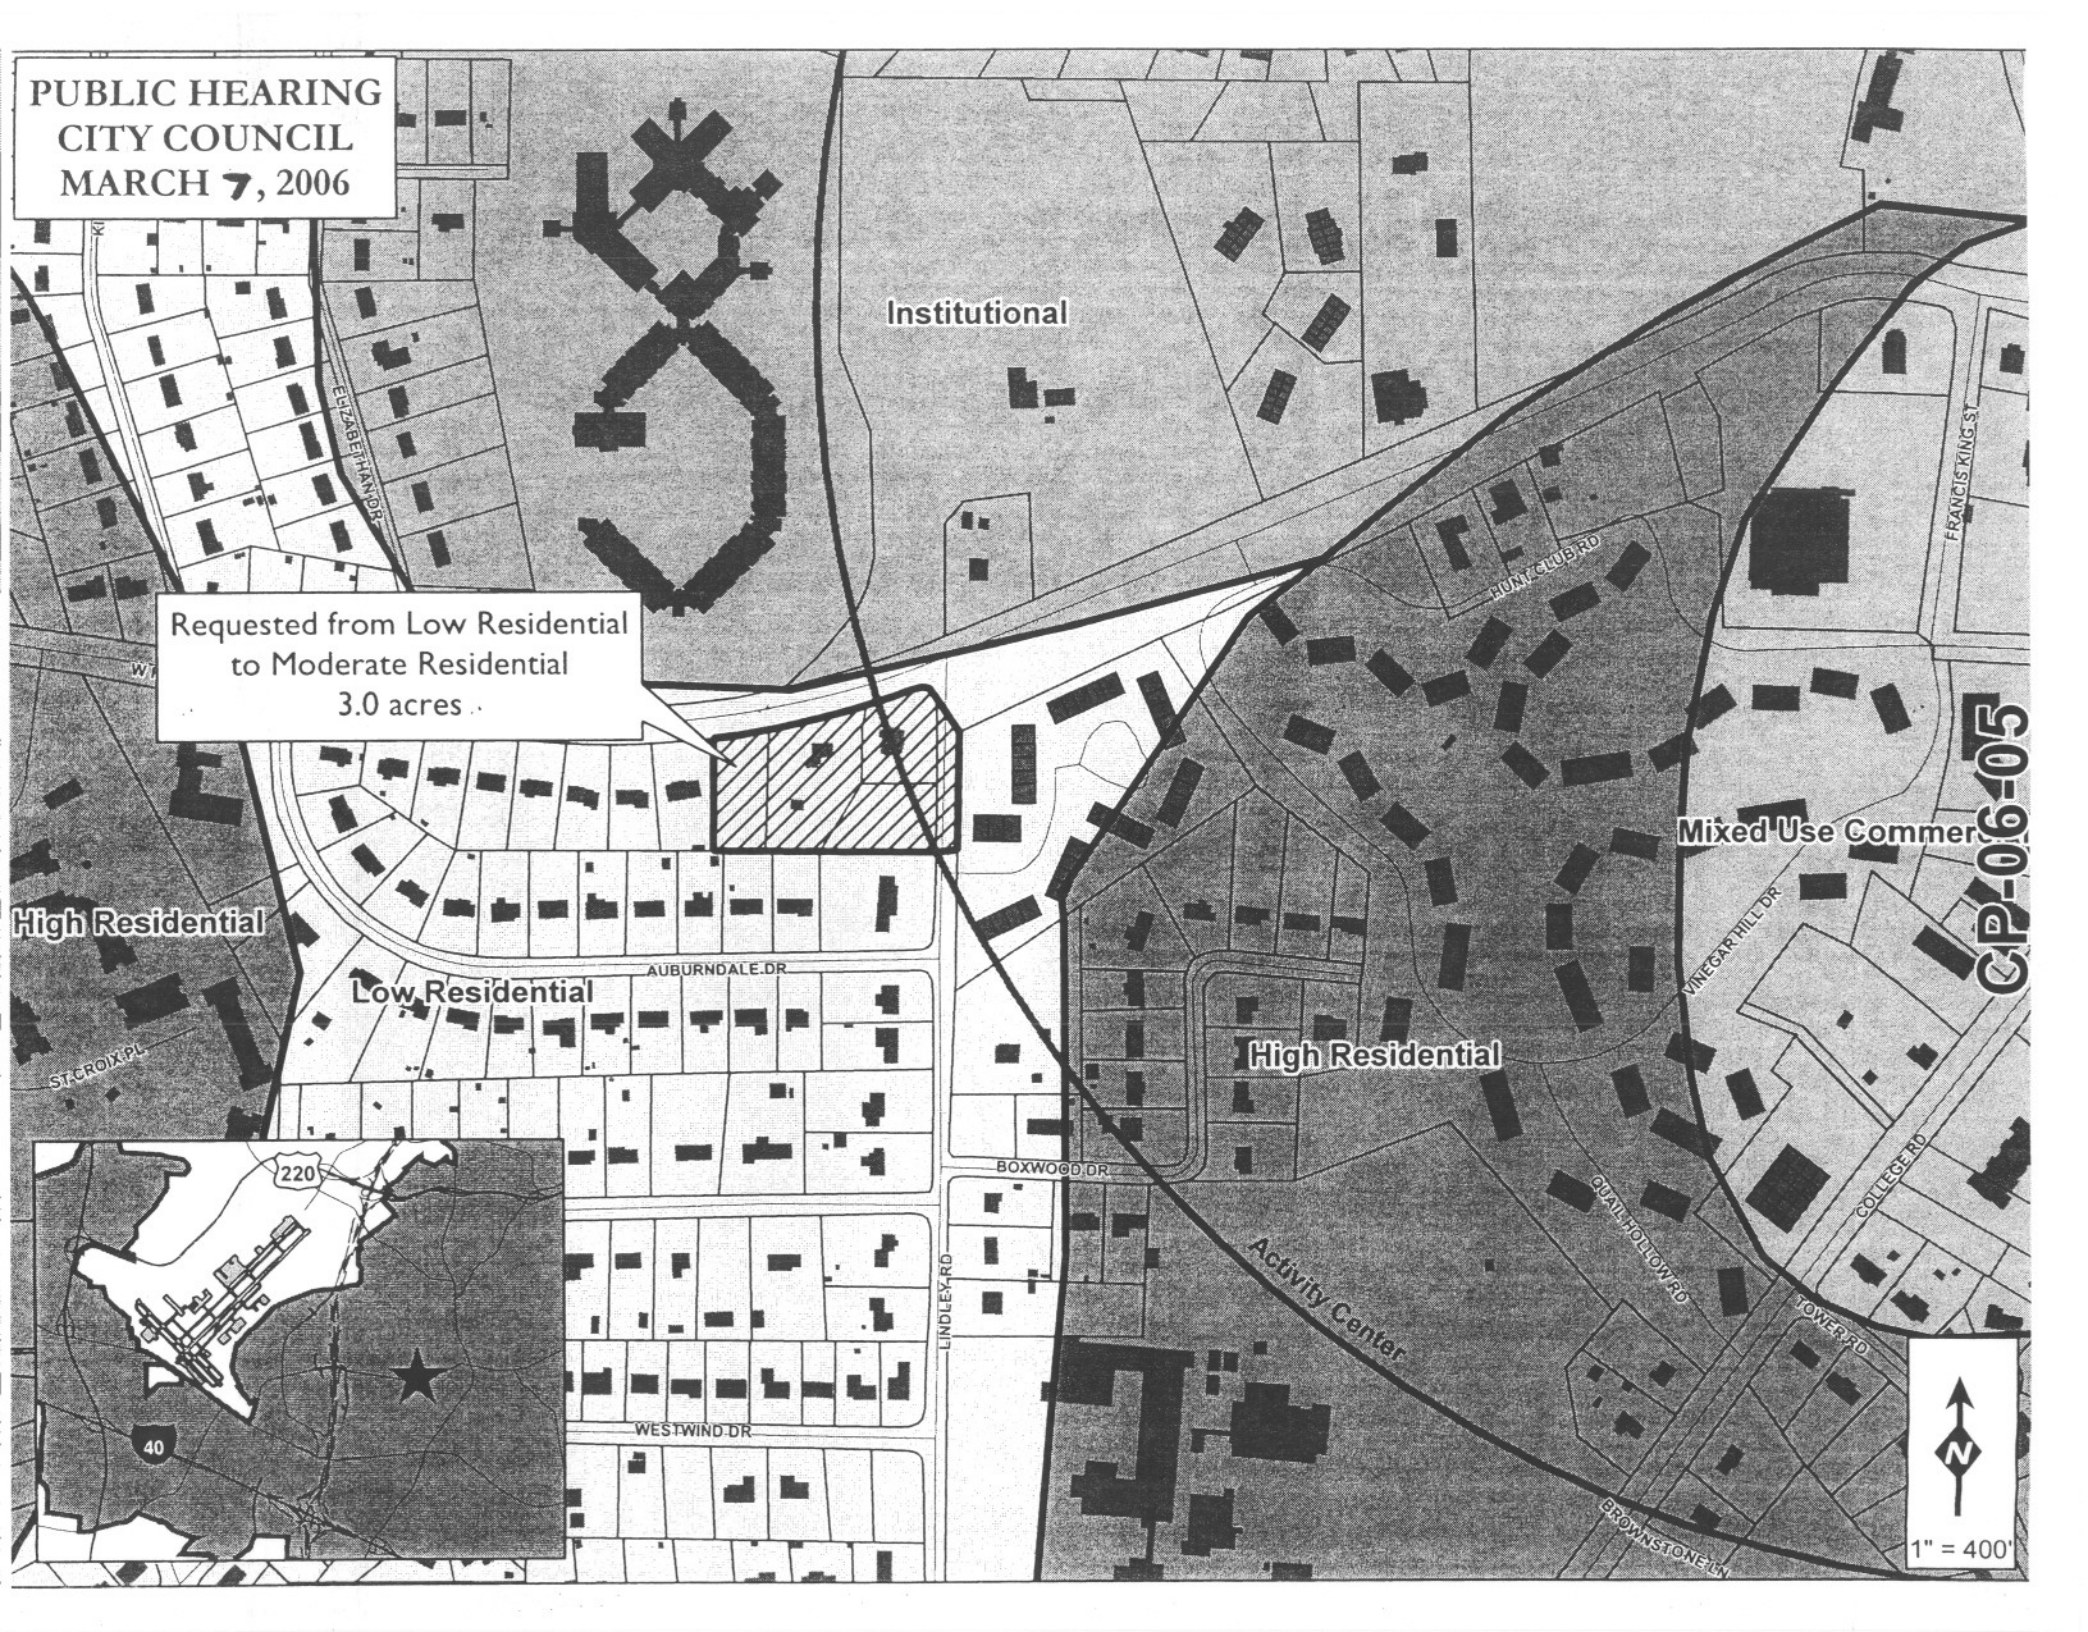 PUBLIC HEARING
CITY COUNCIL
MARCH 7, 2006
Institutional
ELIZABETHAN DR
FRANCIS KING ST
HUNT CLUB RD
Requested from Low Residential
to Moderate Residential
3.0 acres
CP-06-05
Mixed Use Commer
High Residential
VINEGAR HILL DR
AUBURNDALE DR
Low Residential
High Residential
ST CROIX PL
220
BOXWOOD DR
COLLEGE RD
QUAIL HOLLOW RD
Activity Center
LINDLEY RD
TOWER RD
40
WESTWIND DR
N
BROWNSTONE LN
1" = 400'